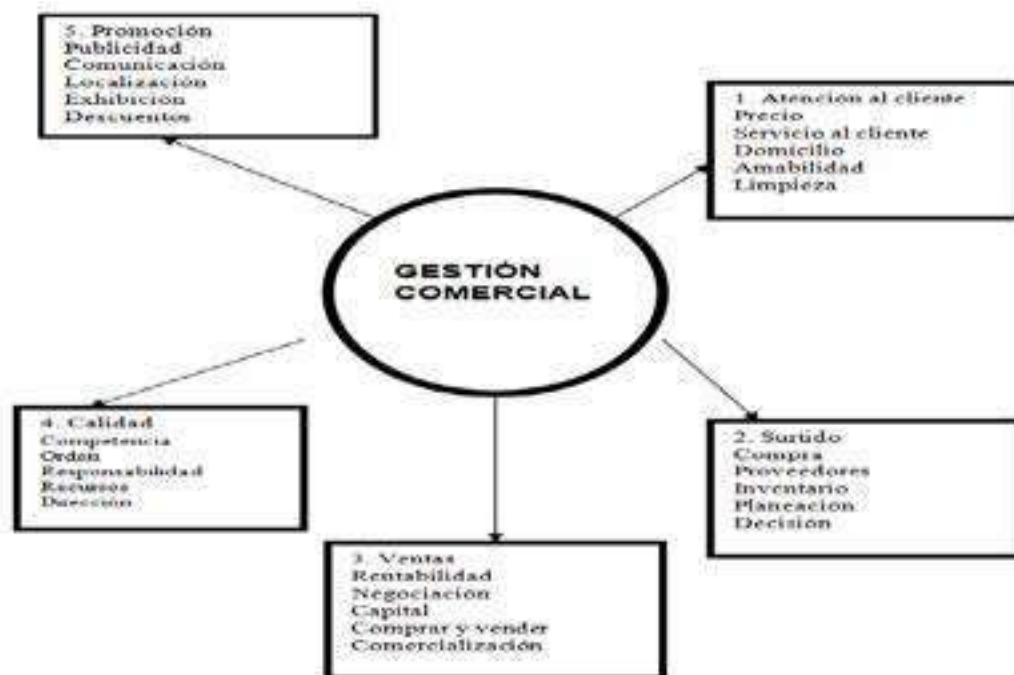 GESTIÓN
COMERCIAL
1. Atención al cliente
Precio
Servicio al cliente
Domicilio
Amabilidad
Limpieza
2. Surtido
Compra
Proveedores
Inventario
Planeación
Decisión
3. Ventas
Rentabilidad
Negociación
Capital
Comprar y vender
Comercialización
4. Calidad
Competencia
Orden
Responsabilidad
Recursos
Dirección
5. Promoción
Publicidad
Comunicación
Localización
Exhibición
Descuentos